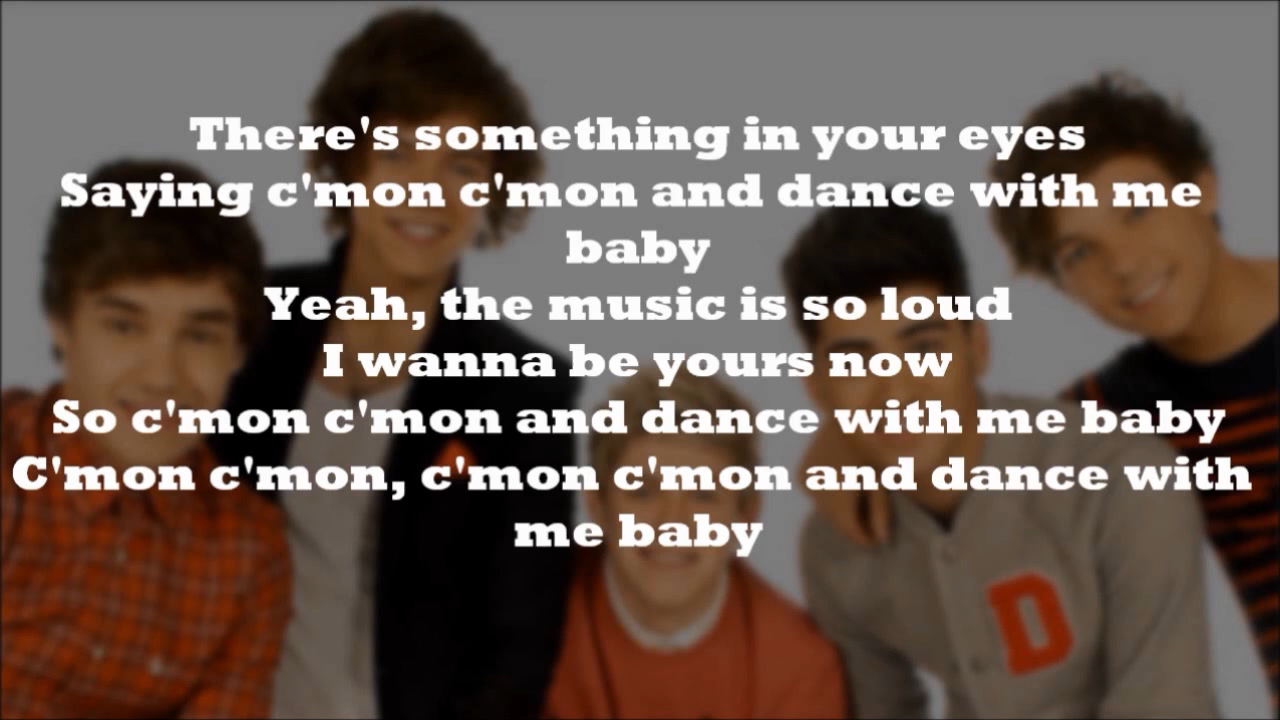 There's something in your eyes
Saying c'mon c'mon and dance with me
baby
Yeah, the music is so loud
I wanna be yours now
So c'mon c'mon and dance with me baby
C'mon c'mon, c'mon c'mon and dance with
me baby
D